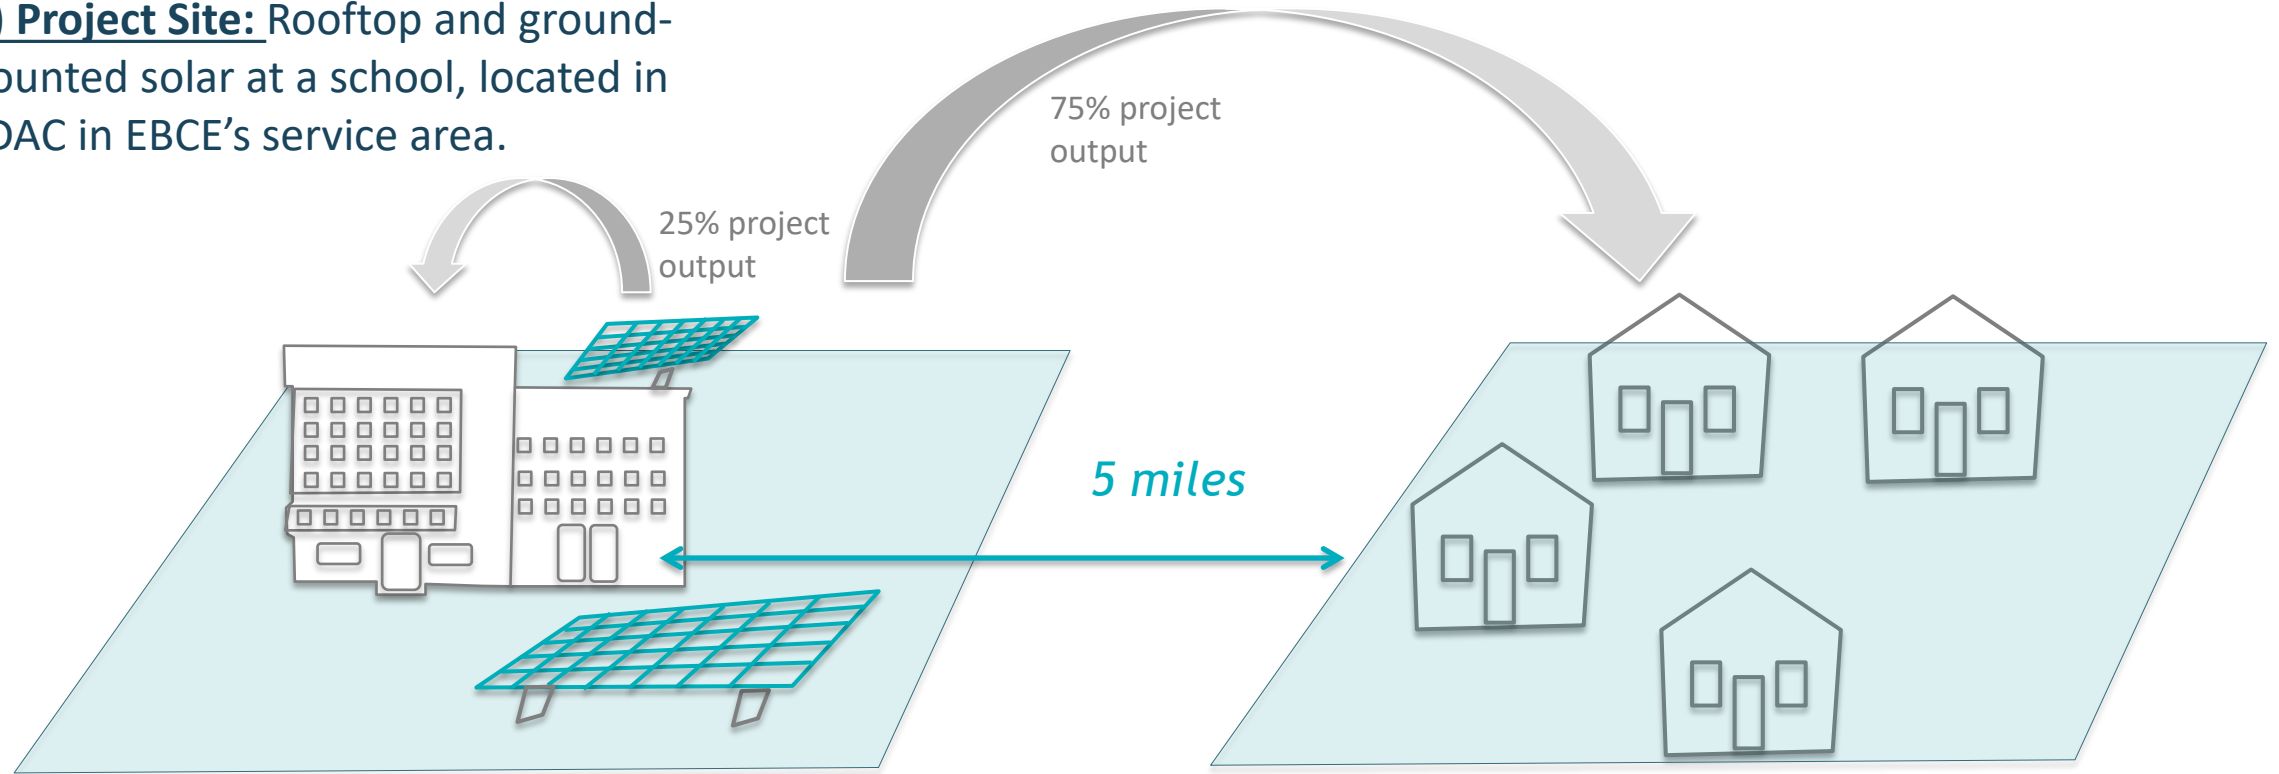 ) Project Site: Rooftop and ground-
ounted solar at a school, located in
DAC in EBCE's service area.
75% project
output
25% project
output
5 miles